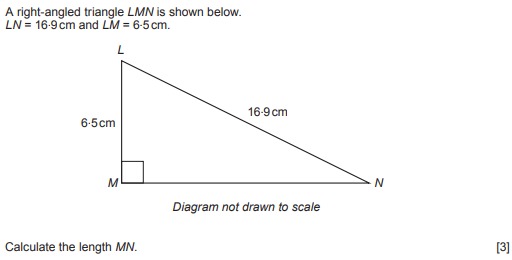 A right-angled triangle LMN is shown below.
LN = 16·9 cm and LM = 6·5 cm.
L
6·5 cm
16·9 cm
M
N
Diagram not drawn to scale
Calculate the length MN. [3]